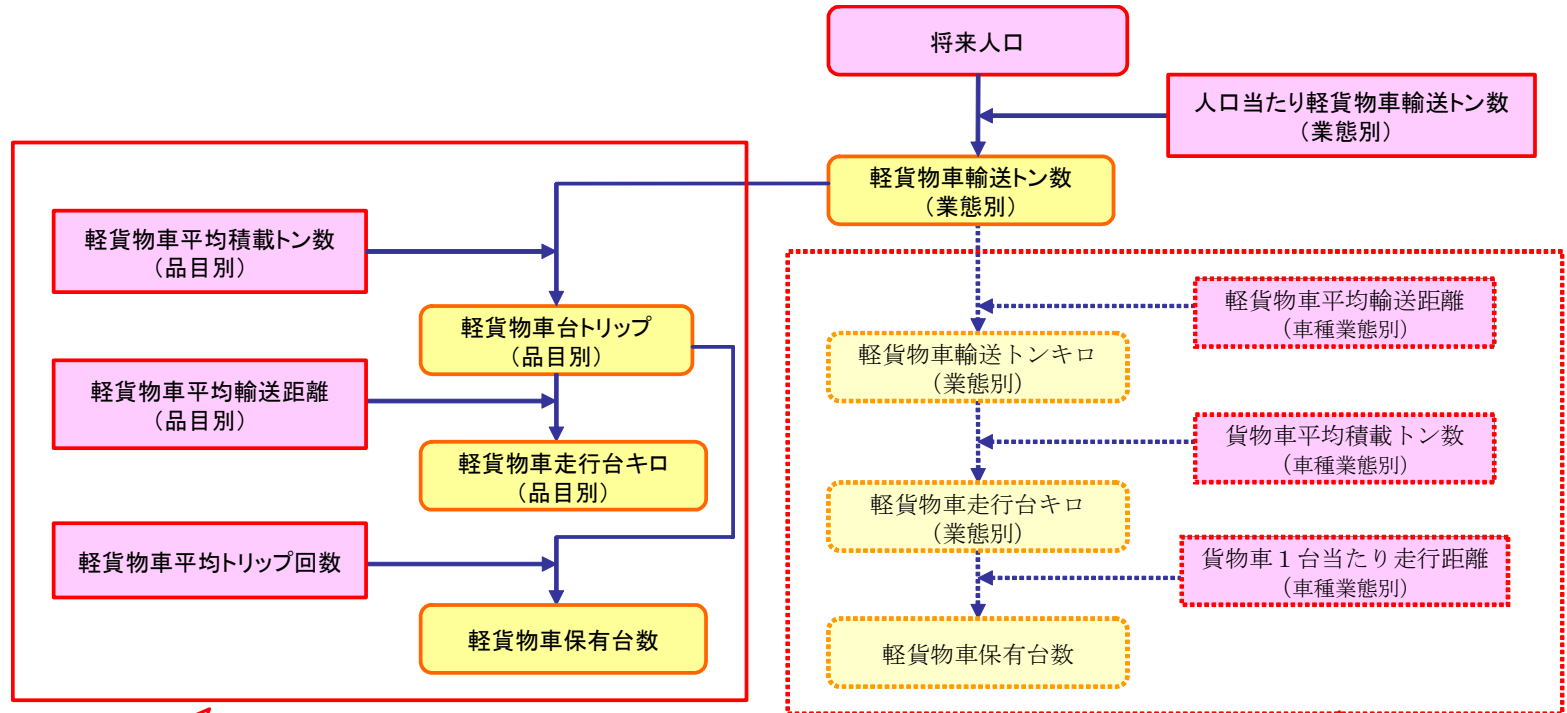 将来人口
人口当たり軽貨物車輸送トン数
（業態別）
軽貨物車輸送トン数
（業態別）
軽貨物車平均積載トン数
（品目別）
軽貨物車台トリップ
（品目別）
軽貨物車平均輸送距離
（品目別）
軽貨物車走行台キロ
（品目別）
軽貨物車平均トリップ回数
軽貨物車保有台数
軽貨物車平均輸送距離
（車種業態別）
軽貨物車輸送トンキロ
（業態別）
貨物車平均積載トン数
（車種業態別）
軽貨物車走行台キロ
（業態別）
貨物車１台当たり走行距離
（車種業態別）
軽貨物車保有台数